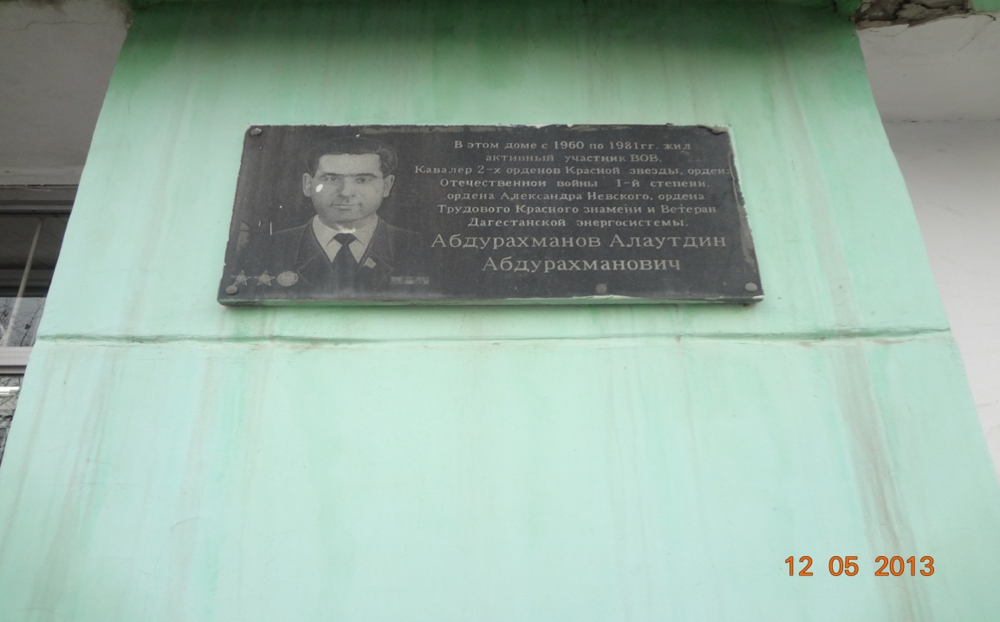 В этом доме с 1960 по 1981гг. жил
активный участник ВОВ.
Кавалер 2-х орденов Красной звезды, орден
Отечественной войны 1-й степени,
ордена Александра Невского, ордена
Трудового Красного знамени и Ветеран
Дагестанской энергосистемы.
Абдурахманов Алаутдин
Абдурахманович
12 05 2013